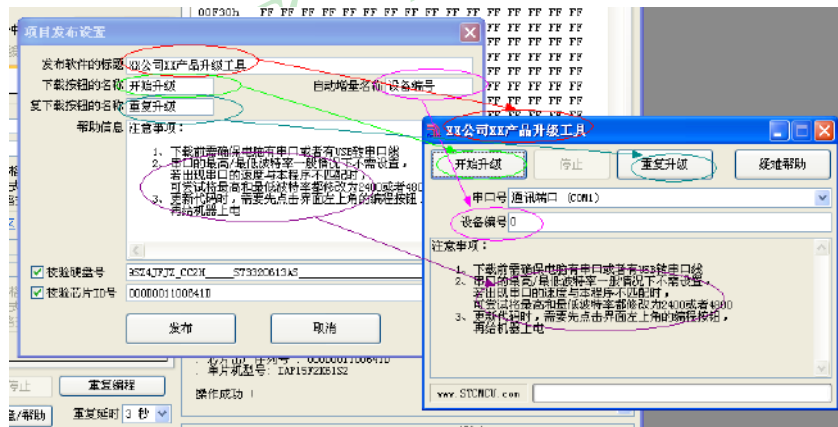 00F30h FF FF FF FF FF FF FF FF FF FF FF FF FF FF FF FF
项目发布设置
发布软件的标题 XX公司XX产品升级工具
下载按钮的名称 开始升级 自动增量名称 设备编号
复下载按钮的名称 重复升级
帮助信息 注意事项:
1、下载前需确保电脑有串口或者有USB转串口线
2、串口的最高/最低波特率一般情况下不需设置,
若出现串口的速度与本程序不匹配时,
可尝试将最高和最低波特率都修改为2400或者480
3、更新代码时,需要先点击界面左上角的编程按钮,
再给机器上电
校验硬盘号
校验芯片ID号 0D0D001100641D
发布 取消
XX公司XX产品升级工具
开始升级 停止 重复升级 疑难帮助
串口号 通讯端口 (COM1)
设备编号 0
注意事项:
1、下载前需确保电脑有串口或者有USB转串口线
2、串口的最高/最低波特率一般情况下不需设置,
若出现串口的速度与本程序不匹配时,
可尝试将最高和最低波特率都修改为2400或者4800
3、更新代码时,需要先点击界面左上角的编程按钮,
再给机器上电
www.STCMCU.com
单片机型号: IAP15F2K61S2
操作成功 !
停止 重复编程
/帮助 重复延时 3 秒